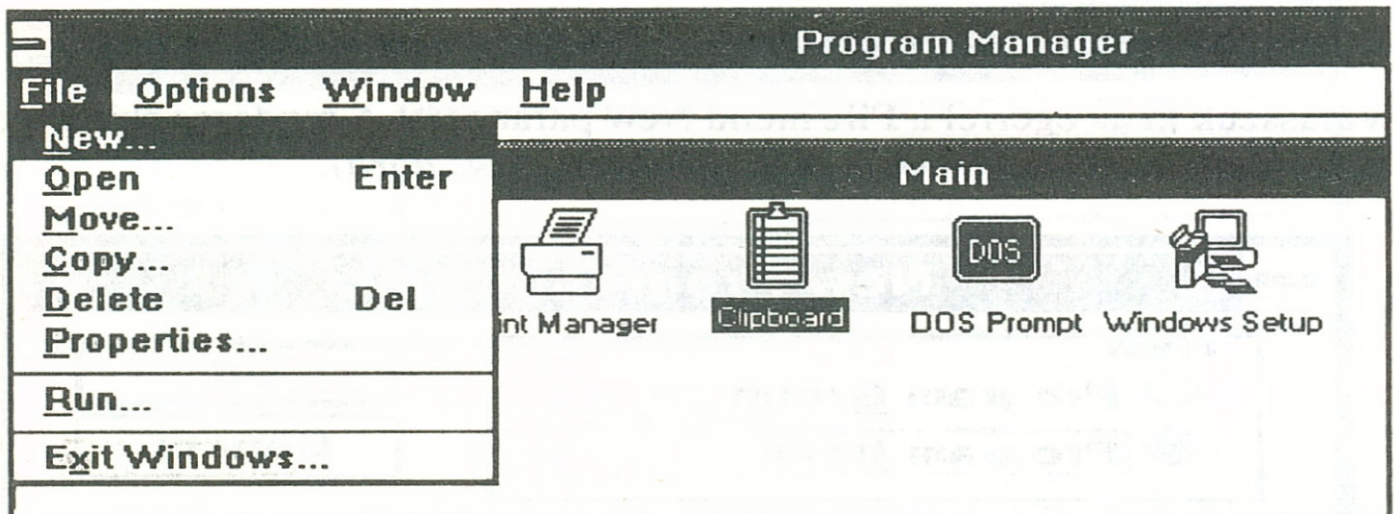 Program Manager
File Options Window Help
New...
Open Enter
Move...
Copy...
Delete Del
Properties...
Run...
Exit Windows...
Main
DOS
int Manager Clipboard DOS Prompt Windows Setup